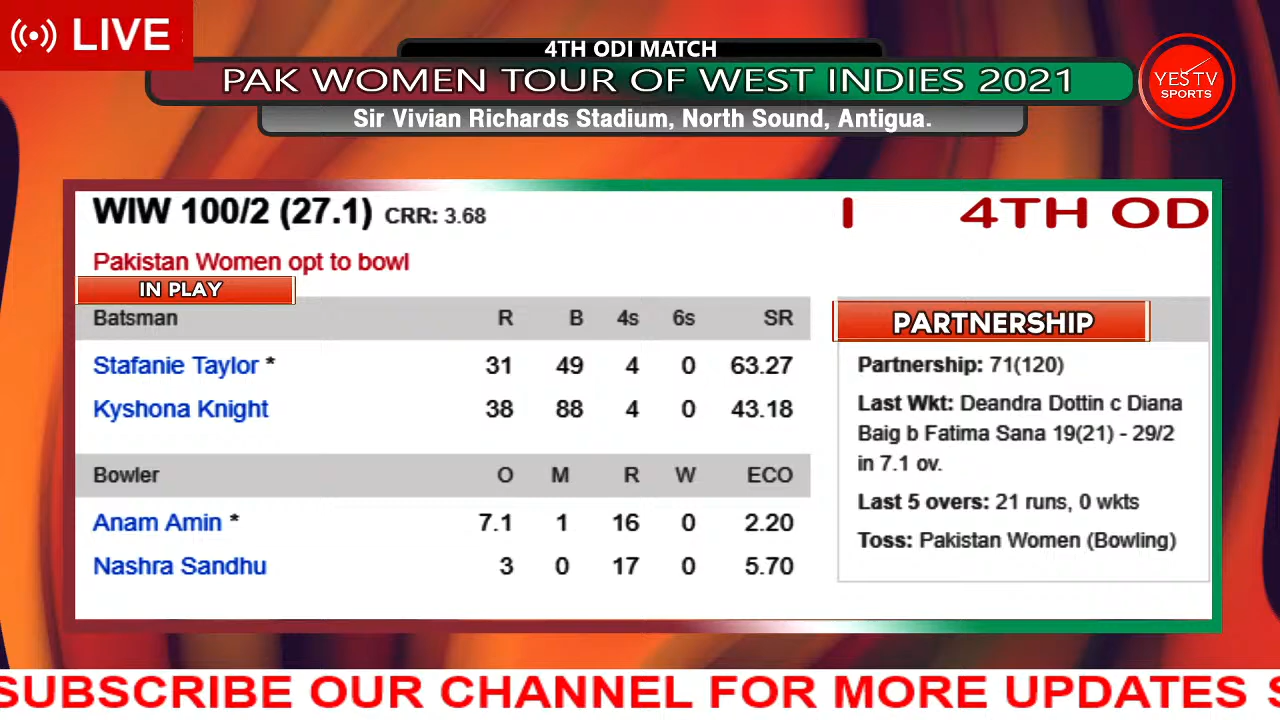 LIVE
4TH ODI MATCH
PAK WOMEN TOUR OF WEST INDIES 2021
YES TV
SPORTS
Sir Vivian Richards Stadium, North Sound, Antigua.
WIW 100/2 (27.1) CRR: 3.68
I 4TH OD
Pakistan Women opt to bowl
IN PLAY
Batsman R B 4s 6s SR
Stafanie Taylor * 31 49 4 0 63.27
Kyshona Knight 38 88 4 0 43.18
Bowler O M R W ECO
Anam Amin * 7.1 1 16 0 2.20
Nashra Sandhu 3 0 17 0 5.70
PARTNERSHIP
Partnership: 71(120)
Last Wkt: Deandra Dottin c Diana
Baig b Fatima Sana 19(21) - 29/2
in 7.1 ov.
Last 5 overs: 21 runs, 0 wkts
Toss: Pakistan Women (Bowling)
SUBSCRIBE OUR CHANNEL FOR MORE UPDATES S